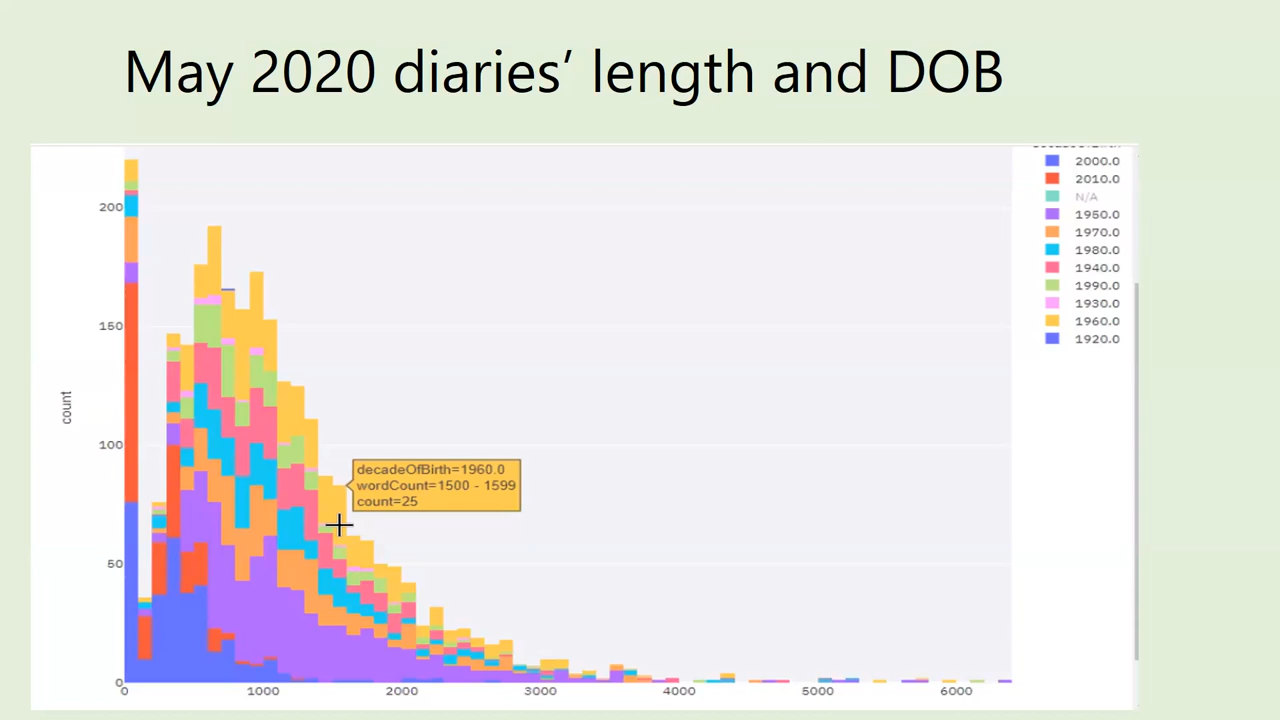 May 2020 diaries’ length and DOB
2000.0
2010.0
N/A
1950.0
1970.0
1980.0
1940.0
1990.0
1930.0
1960.0
1920.0
200
150
100
50
0
count
decadeOfBirth=1960.0
wordCount=1500 - 1599
count=25
0 1000 2000 3000 4000 5000 6000